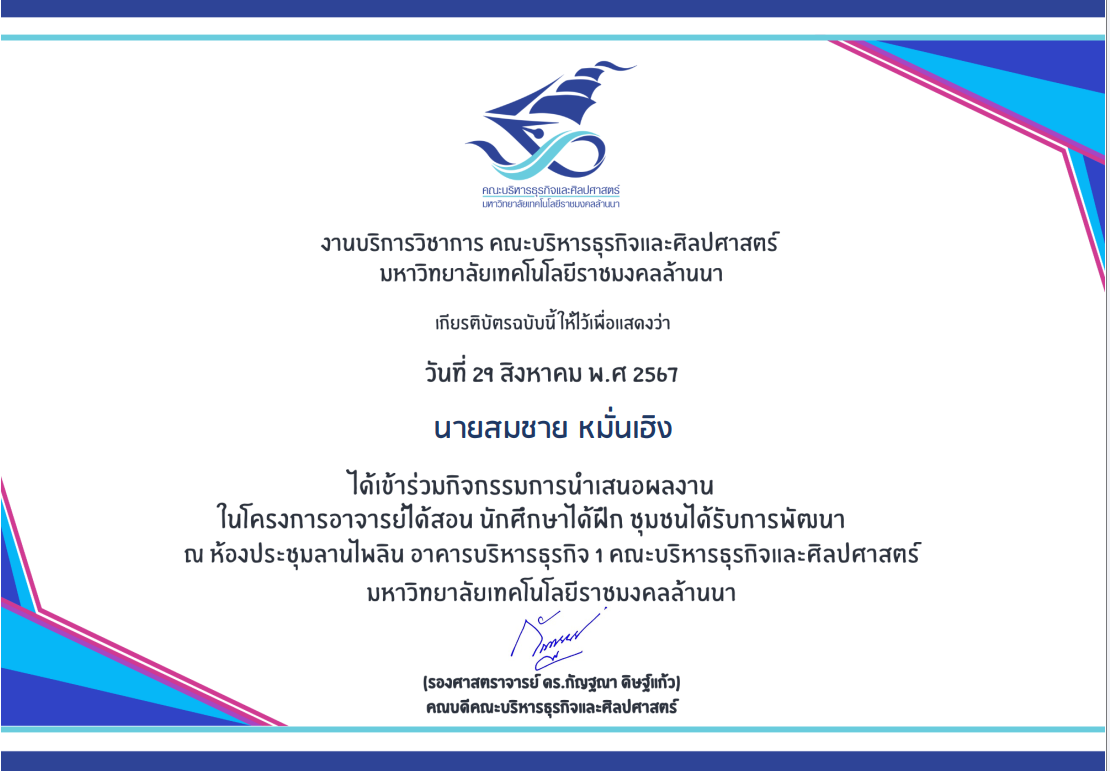 คณะบริหารธุรกิจและศิลปศาสตร์
มหาวิทยาลัยเทคโนโลยีราชมงคลล้านนา
งานบริการวิชาการ คณะบริหารธุรกิจและศิลปศาสตร์
มหาวิทยาลัยเทคโนโลยีราชมงคลล้านนา
เกียรติบัตรฉบับนี้ ให้ไว้เพื่อแสดงว่า
วันที่ 29 สิงหาคม พ.ศ 2567
นายสมชาย หมั่นเฮิง
ได้เข้าร่วมกิจกรรมการนำเสนอผลงาน
ในโครงการอาจารย์ได้สอน นักศึกษาได้ฝึก ชุมชนได้รับการพัฒนา
ณ ห้องประชุมลานไพลิน อาคารบริหารธุรกิจ 1 คณะบริหารธุรกิจและศิลปศาสตร์
มหาวิทยาลัยเทคโนโลยีราชมงคลล้านนา
(รองศาสตราจารย์ ดร.กัญฐณา ดิษฐ์แก้ว)
คณบดีคณะบริหารธุรกิจและศิลปศาสตร์